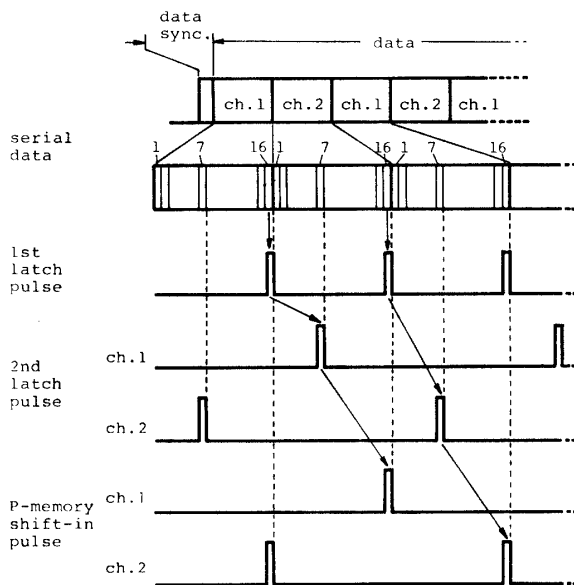 data
sync.
data
ch.1 ch.2 ch.1 ch.2 ch.1
serial
data
1 7 16 1 7 16 1 7 16
1st
latch
pulse
ch.1
2nd
latch
pulse
ch.2
ch.1
P-memory
shift-in
pulse
ch.2